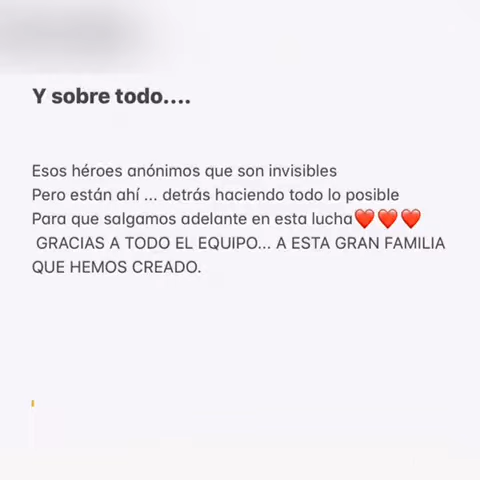 Y sobre todo....
Esos héroes anónimos que son invisibles
Pero están ahí ... detrás haciendo todo lo posible
Para que salgamos adelante en esta lucha❤️❤️❤️
GRACIAS A TODO EL EQUIPO... A ESTA GRAN FAMILIA
QUE HEMOS CREADO.